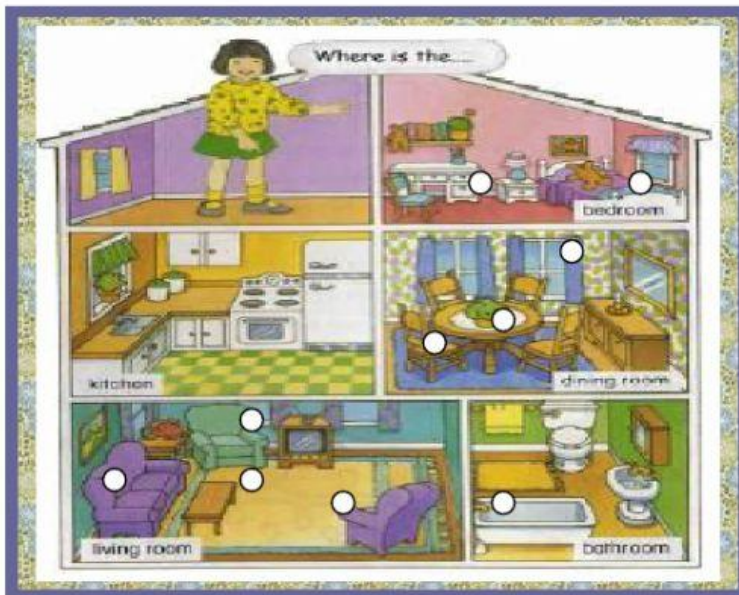 Where is the....
bedroom
kitchen
dining room
living room
bathroom